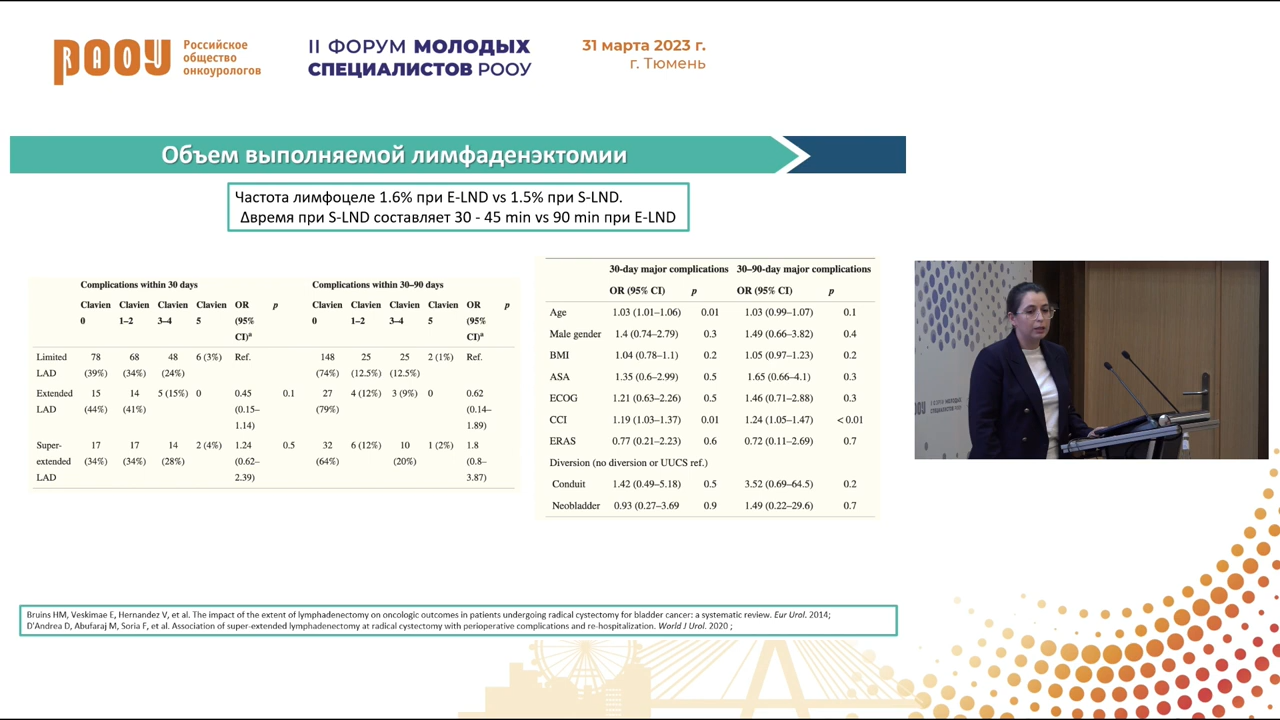 РООУ
RAOU
Российское
общество
онкоурологов
II ФОРУМ МОЛОДЫХ
СПЕЦИАЛИСТОВ РООУ
31 марта 2023 г.
г. Тюмень
Объем выполняемой лимфаденэктомии
Частота лимфоцеле 1.6% при E-LND vs 1.5% при S-LND.
Δвремя при S-LND составляет 30 - 45 min vs 90 min при E-LND
Complications within 30 days Complications within 30–90 days
Clavien Clavien Clavien Clavien OR p Clavien Clavien Clavien Clavien OR p
0 1–2 3–4 5 (95% 0 1–2 3–4 5 (95%
CI)ª CI)ª
Limited 78 68 48 6 (3%) Ref. 148 25 25 2 (1%) Ref.
LAD (39%) (34%) (24%) (74%) (12.5%) (12.5%)
Extended 15 14 5 (15%) 0 0.45 0.1 27 4 (12%) 3 (9%) 0 0.62
LAD (44%) (41%) (0.15– (79%) (0.14–
1.14) 1.89)
Super- 17 17 14 2 (4%) 1.24 0.5 32 6 (12%) 10 1 (2%) 1.8
extended (34%) (34%) (28%) (0.62– (64%) (20%) (0.8–
LAD 2.39) 3.87)
30-day major complications 30–90-day major complications
OR (95% CI) p OR (95% CI) p
Age 1.03 (1.01–1.06) 0.01 1.03 (0.99–1.07) 0.1
Male gender 1.4 (0.74–2.79) 0.3 1.49 (0.66–3.82) 0.4
BMI 1.04 (0.78–1.1) 0.2 1.05 (0.97–1.23) 0.2
ASA 1.35 (0.6–2.99) 0.5 1.65 (0.66–4.1) 0.3
ECOG 1.21 (0.63–2.26) 0.5 1.46 (0.71–2.88) 0.3
CCI 1.19 (1.03–1.37) 0.01 1.24 (1.05–1.47) < 0.01
ERAS 0.77 (0.21–2.23) 0.6 0.72 (0.11–2.69) 0.7
Diversion (no diversion or UUCS ref.)
Conduit 1.42 (0.49–5.18) 0.5 3.52 (0.69–64.5) 0.2
Neobladder 0.93 (0.27–3.69 0.9 1.49 (0.22–29.6) 0.7
Bruins HM, Veskimae E, Hernandez V, et al. The impact of the extent of lymphadenectomy on oncologic outcomes in patients undergoing radical cystectomy for bladder cancer: a systematic review. Eur Urol. 2014;
D'Andrea D, Abufaraj M, Soria F, et al. Association of super-extended lymphadenectomy at radical cystectomy with perioperative complications and re-hospitalization. World J Urol. 2020 ;